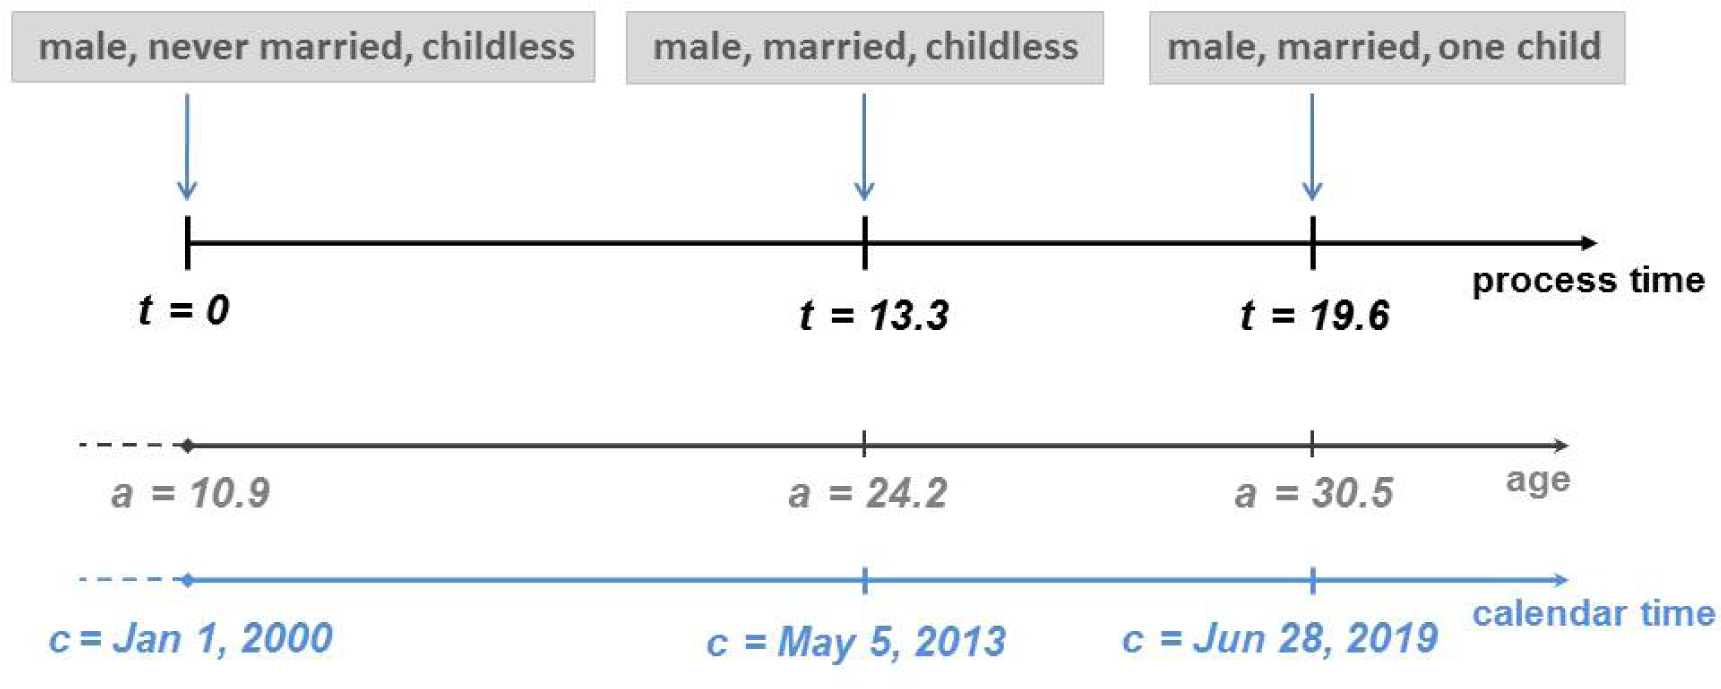 male, never married, childless
male, married, childless
male, married, one child
process time
t = 0
t = 13.3
t = 19.6
age
a = 10.9
a = 24.2
a = 30.5
calendar time
c = Jan 1, 2000
c = May 5, 2013
c = Jun 28, 2019